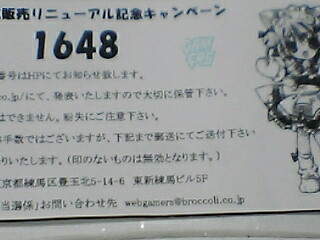 販売リニューアル記念キャンペーン
1648
番号はHPにてお知らせ致します。
co.jp/にて、発表いたしますので大切に保管下さい。
はできません。紛失にご注意下さい。
手数ではございますが、下記まで郵送にてご送付下さい
りいたします。(印のないものは無効となります。)
京都練馬区豊玉北5-14-6 東新練馬ビル5F
当選係」お問い合わせ先 webgamers@broccoli.co.jp